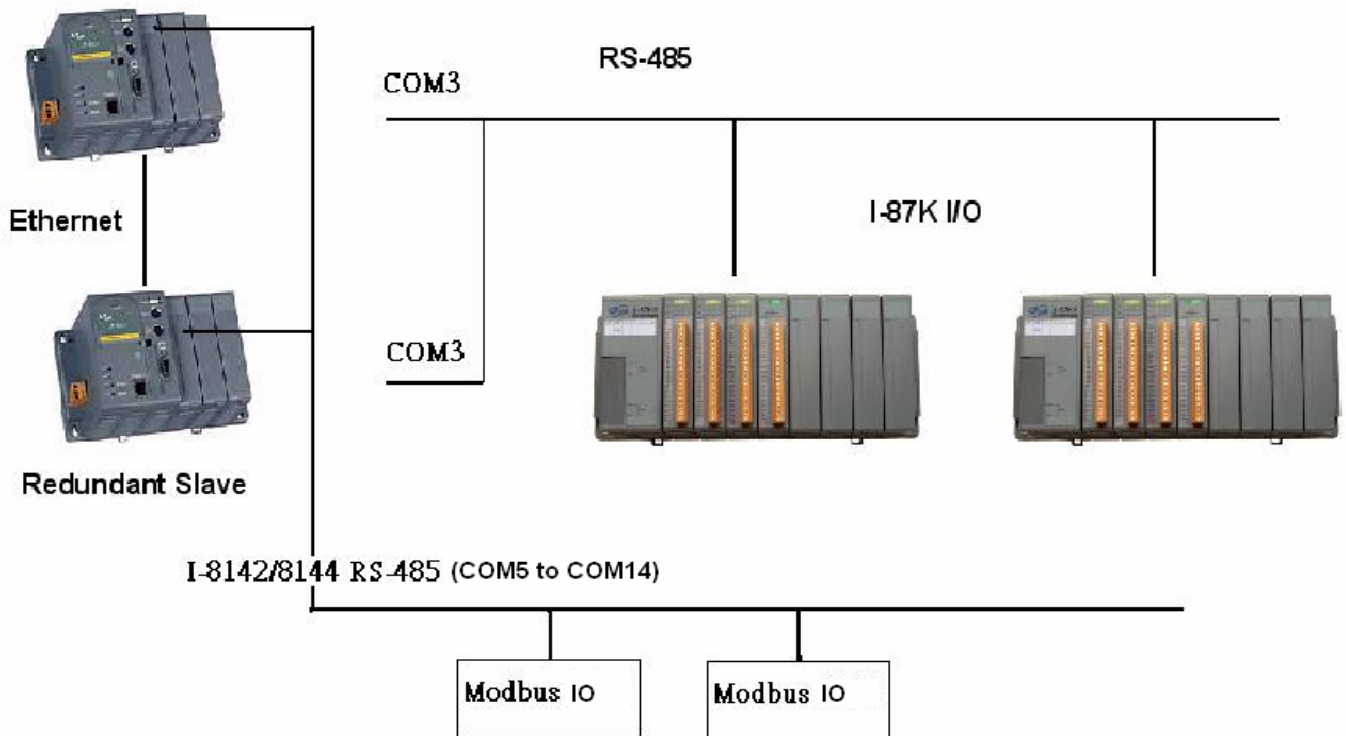 RS-485
COM3
I-87K I/O
Ethernet
COM3
Redundant Slave
I-8142/8144 RS-485 (COM5 to COM14)
Modbus IO
Modbus IO